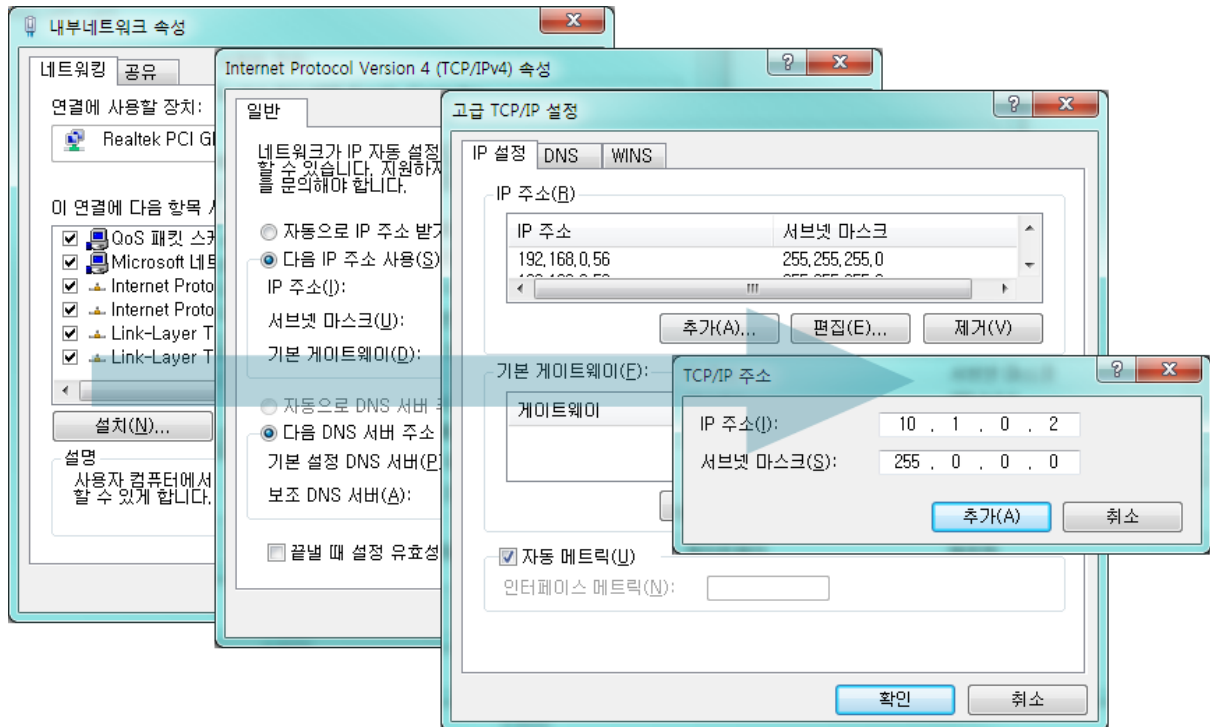 내부네트워크 속성
네트워킹 공유
연결에 사용할 장치:
Realtek PCI
이 연결에 다음 항목
QoS 패킷
Microsoft
Internet
Internet
Link-Layer
Link-Layer
설치(N)...
설명
사용자 컴퓨터에서
할 수 있게 합니다.
Internet Protocol Version 4 (TCP/IPv4) 속성
일반
네트워크가 IP 자동 설정
할 수 있습니다.
를 문의해야 합니다.
자동으로 IP 주소
다음 IP 주소 사용(S)
IP 주소(I):
서브넷 마스크(U):
기본 게이트웨이(D):
자동으로 DNS 서버
다음 DNS 서버 주소
기본 설정 DNS 서버(P
보조 DNS 서버(A):
끝낼 때 설정 유효성
고급 TCP/IP 설정
IP 설정 DNS WINS
IP 주소(R)
IP 주소 서브넷 마스크
192,168,0,56 255,255,255,0
추가(A)... 편집(E)... 제거(V)
기본 게이트웨이(F):
게이트웨이
자동 메트릭(U)
인터페이스 메트릭(N):
확인 취소
TCP/IP 주소
IP 주소(I): 10 . 1 . 0 . 2
서브넷 마스크(S): 255 . 0 . 0 . 0
추가(A) 취소